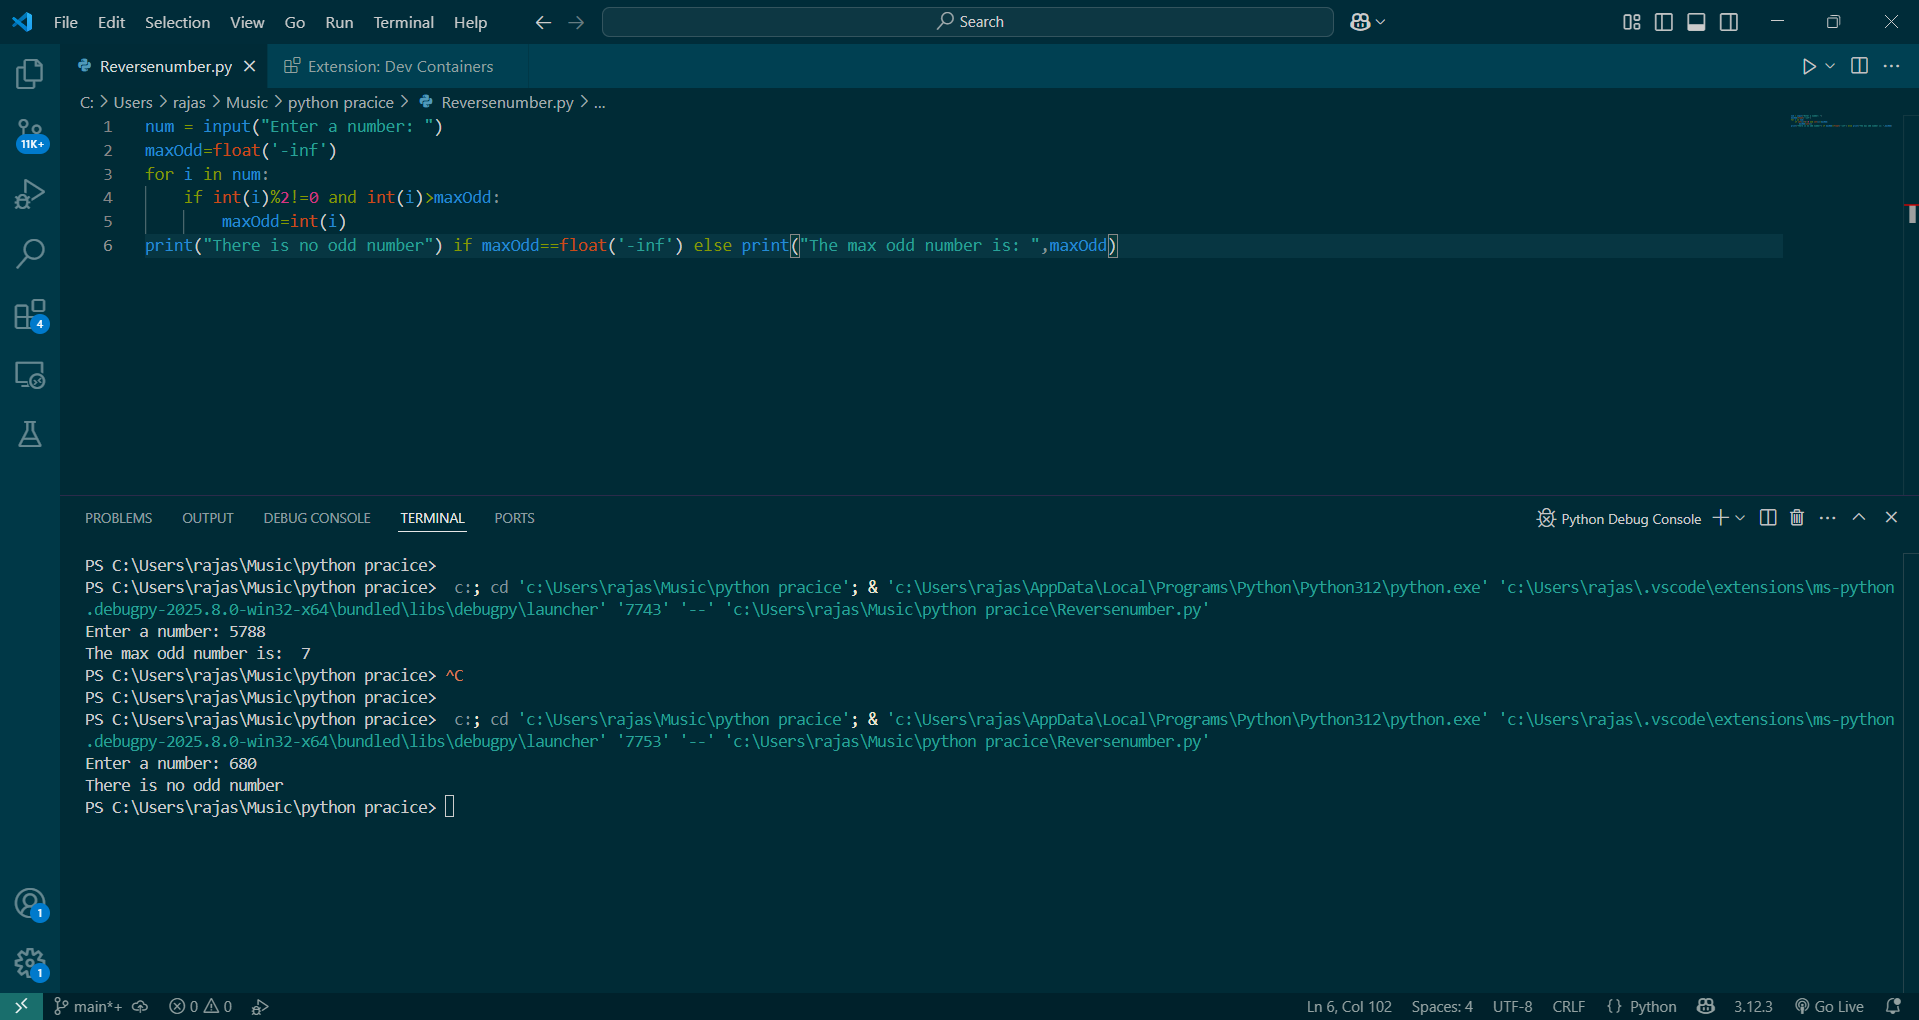 File Edit Selection View Go Run Terminal Help
Search
Reversenumber.py
Extension: Dev Containers
C: > Users > rajas > Music > python pracice > Reversenumber.py > ...
11K+
4
1 num = input("Enter a number: ")
2 maxOdd=float('-inf')
3 for i in num:
4     if int(i)%2!=0 and int(i)>maxOdd:
5         maxOdd=int(i)
6 print("There is no odd number") if maxOdd==float('-inf') else print("The max odd number is: ",maxOdd)
PROBLEMS OUTPUT DEBUG CONSOLE TERMINAL PORTS
Python Debug Console
PS C:\Users\rajas\Music\python pracice>
PS C:\Users\rajas\Music\python pracice>  c:; cd 'c:\Users\rajas\Music\python pracice'; & 'c:\Users\rajas\AppData\Local\Programs\Python\Python312\python.exe' 'c:\Users\rajas\.vscode\extensions\ms-python
.debugpy-2025.8.0-win32-x64\bundled\libs\debugpy\launcher' '7743' '--' 'c:\Users\rajas\Music\python pracice\Reversenumber.py'
Enter a number: 5788
The max odd number is:  7
PS C:\Users\rajas\Music\python pracice> ^C
PS C:\Users\rajas\Music\python pracice>
PS C:\Users\rajas\Music\python pracice>  c:; cd 'c:\Users\rajas\Music\python pracice'; & 'c:\Users\rajas\AppData\Local\Programs\Python\Python312\python.exe' 'c:\Users\rajas\.vscode\extensions\ms-python
.debugpy-2025.8.0-win32-x64\bundled\libs\debugpy\launcher' '7753' '--' 'c:\Users\rajas\Music\python pracice\Reversenumber.py'
Enter a number: 680
There is no odd number
PS C:\Users\rajas\Music\python pracice>
1
1
main*+ 0 0
Ln 6, Col 102 Spaces: 4 UTF-8 CRLF {} Python 3.12.3 Go Live